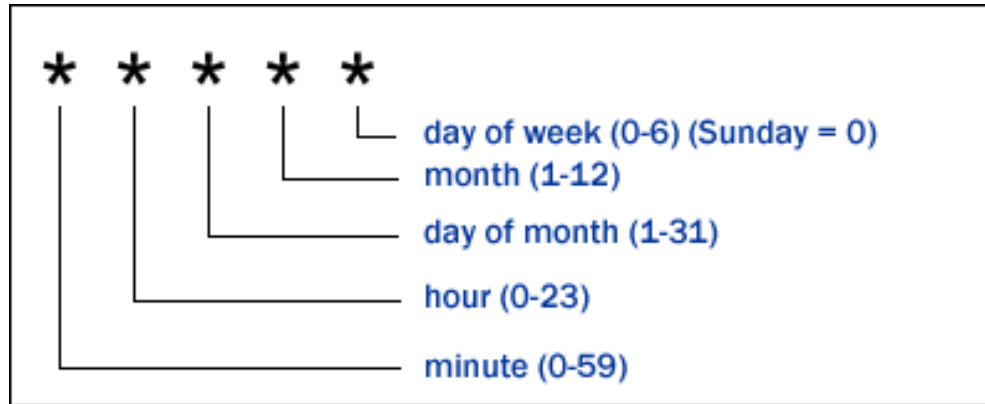 * * * * *
day of week (0-6) (Sunday = 0)
month (1-12)
day of month (1-31)
hour (0-23)
minute (0-59)